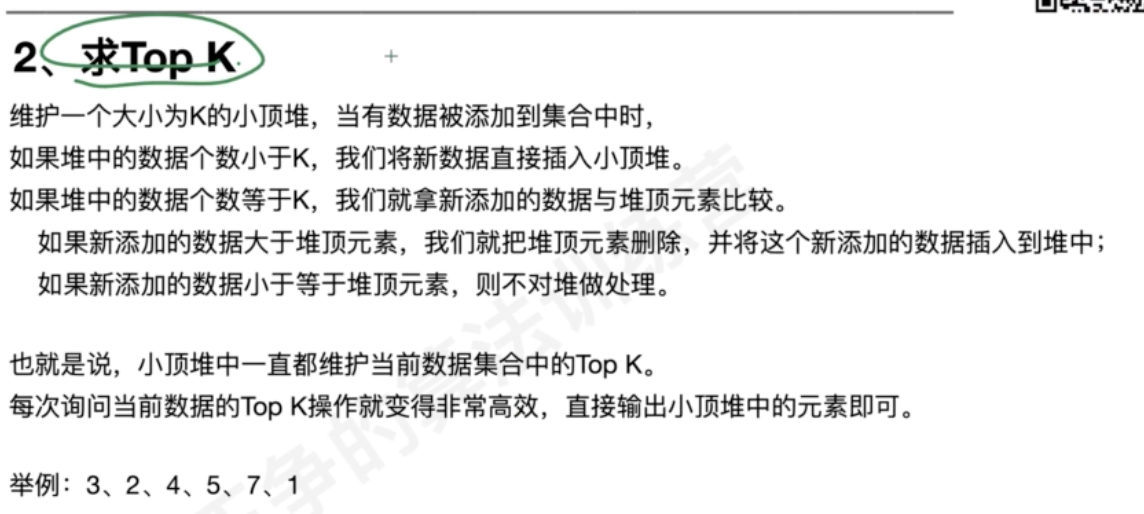 2、求Top K
维护一个大小为K的小顶堆，当有数据被添加到集合中时，
如果堆中的数据个数小于K，我们将新数据直接插入小顶堆。
如果堆中的数据个数等于K，我们就拿新添加的数据与堆顶元素比较。
如果新添加的数据大于堆顶元素，我们就把堆顶元素删除，并将这个新添加的数据插入到堆中；
如果新添加的数据小于等于堆顶元素，则不对堆做处理。
也就是说，小顶堆中一直都维护当前数据集合中的Top K。
每次询问当前数据的Top K操作就变得非常高效，直接输出小顶堆中的元素即可。
举例：3、2、4、5、7、1
争的算法训练营